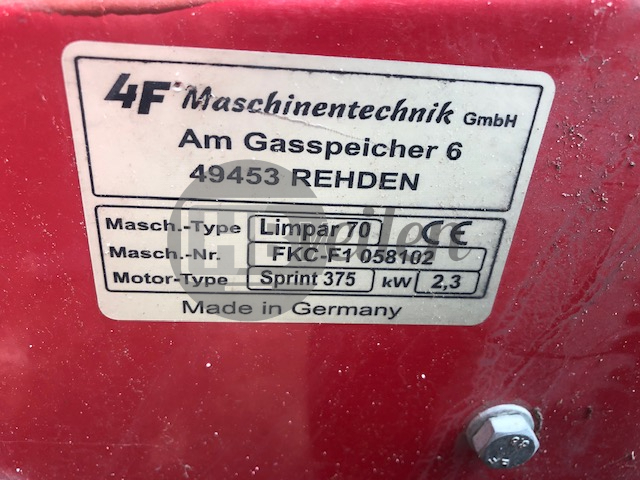 4F Maschinentechnik GmbH
Am Gasspeicher 6
49453 REHDEN
Masch.-Type Limpar 70 CE
Masch.-Nr. FKC-F1 058102
Motor-Type Sprint 375 kW 2,3
Made in Germany